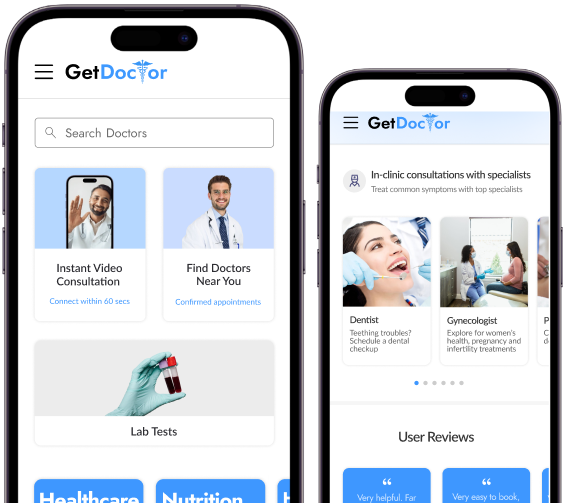 GetDoctor
Search Doctors
Instant Video
Consultation
Connect within 60 secs
Find Doctors
Near You
Confirmed appointments
Lab Tests
Healthcare
Nutrition
GetDoctor
In-clinic consultations with specialists
Treat common symptoms with top specialists
Dentist
Teething troubles?
Schedule a dental
checkup
Gynecologist
Explore for women's
health, pregnancy and
infertility treatments
User Reviews
“
Very helpful. Far
“
Very easy to book,